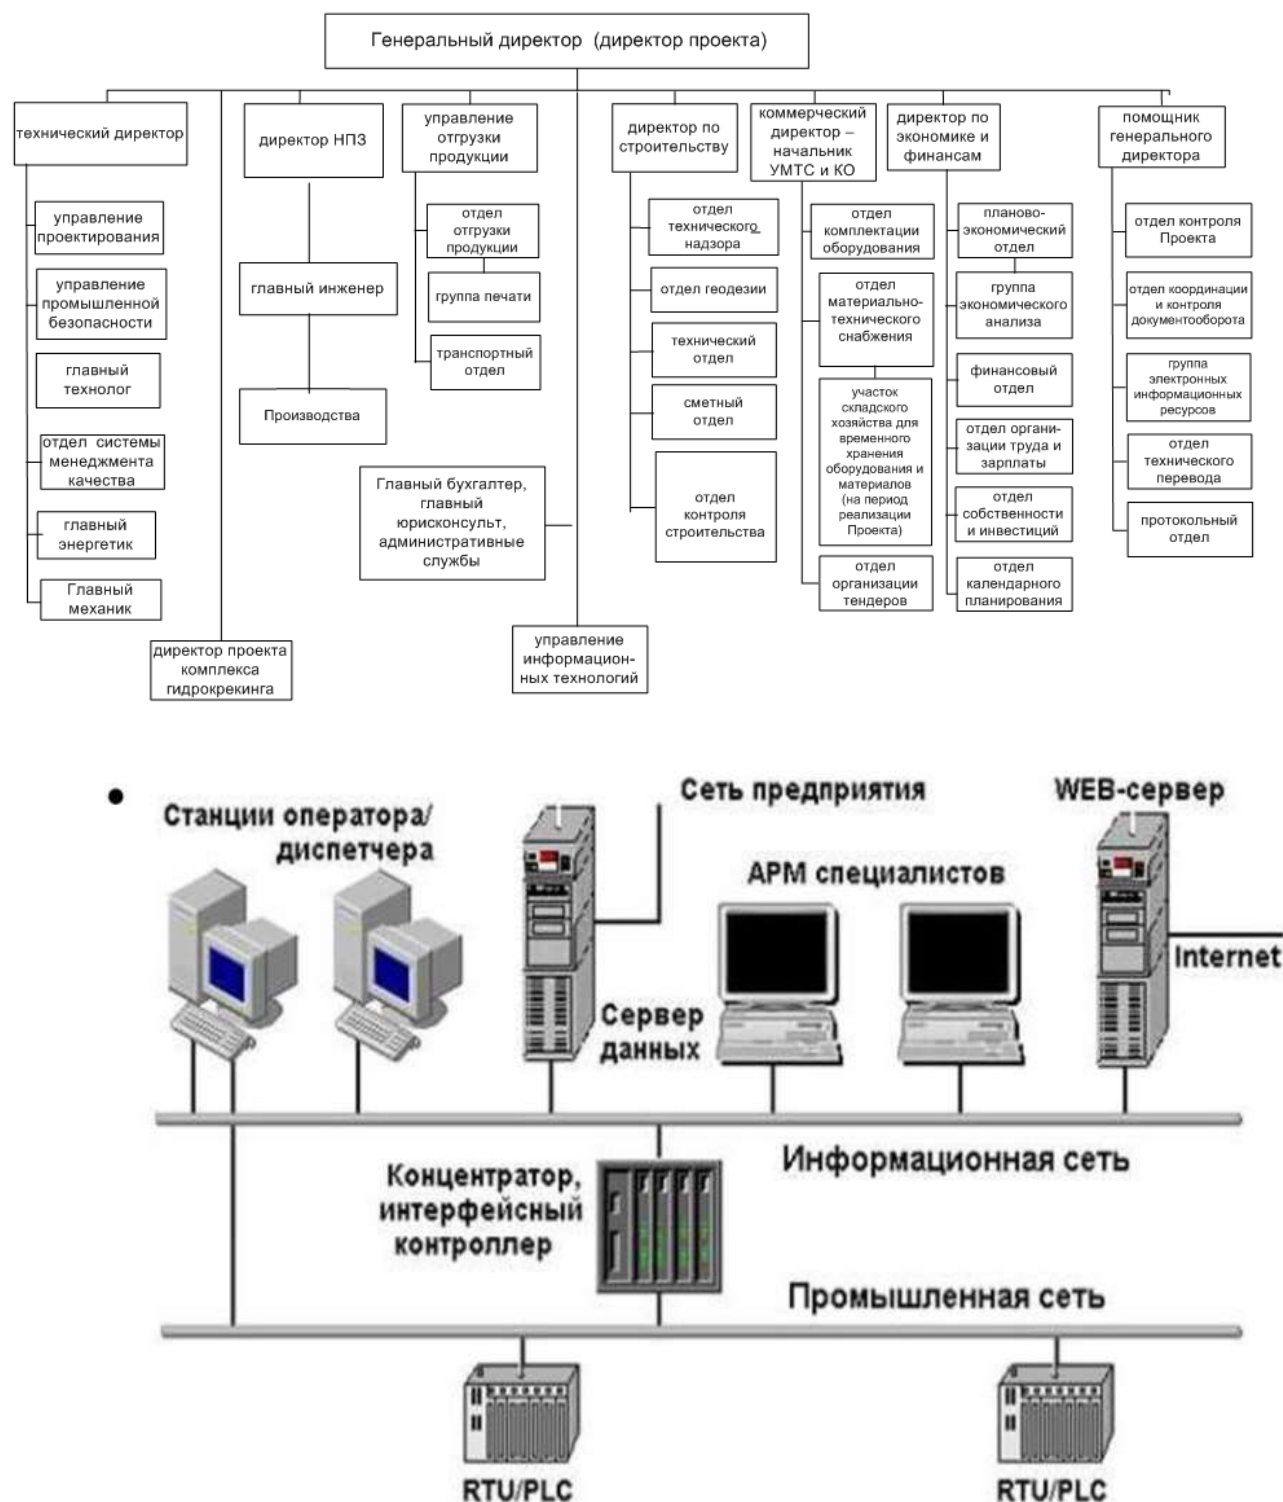 Генеральный директор (директор проекта)
технический директор
директор НПЗ
управление
отгрузки
продукции
директор по
строительству
коммерческий
директор –
начальник
УМТС и КО
директор по
экономике и
финансам
помощник
генерального
директора
управление
проектирования
управление
промышленной
безопасности
главный
технолог
отдел системы
менеджмента
качества
главный
энергетик
Главный
механик
директор проекта
комплекса
гидрокрекинга
главный инженер
Производства
отдел
отгрузки
продукции
группа печати
транспортный
отдел
Главный бухгалтер,
главный
юрисконсульт,
административные
службы
управление
информацион-
ных технологий
отдел
технического
надзора
отдел геодезии
технический
отдел
сметный
отдел
отдел
контроля
строительства
отдел
комплектации
оборудования
отдел
материально-
технического
снабжения
участок
складского
хозяйства для
временного
хранения
оборудования и
материалов
(на период
реализации
Проекта)
отдел
организации
тендеров
планово-
экономический
отдел
группа
экономического
анализа
финансовый
отдел
отдел органи-
зации труда и
зарплаты
отдел
собственности
и инвестиций
отдел
календарного
планирования
отдел контроля
Проекта
отдел координации
и контроля
документооборота
группа
электронных
информационных
ресурсов
отдел
технического
перевода
протокольный
отдел
Станции оператора/
диспетчера
Сеть предприятия
WEB-сервер
АРМ специалистов
Internet
Сервер
данных
Информационная сеть
Концентратор,
интерфейсный
контроллер
Промышленная сеть
RTU/PLC
RTU/PLC